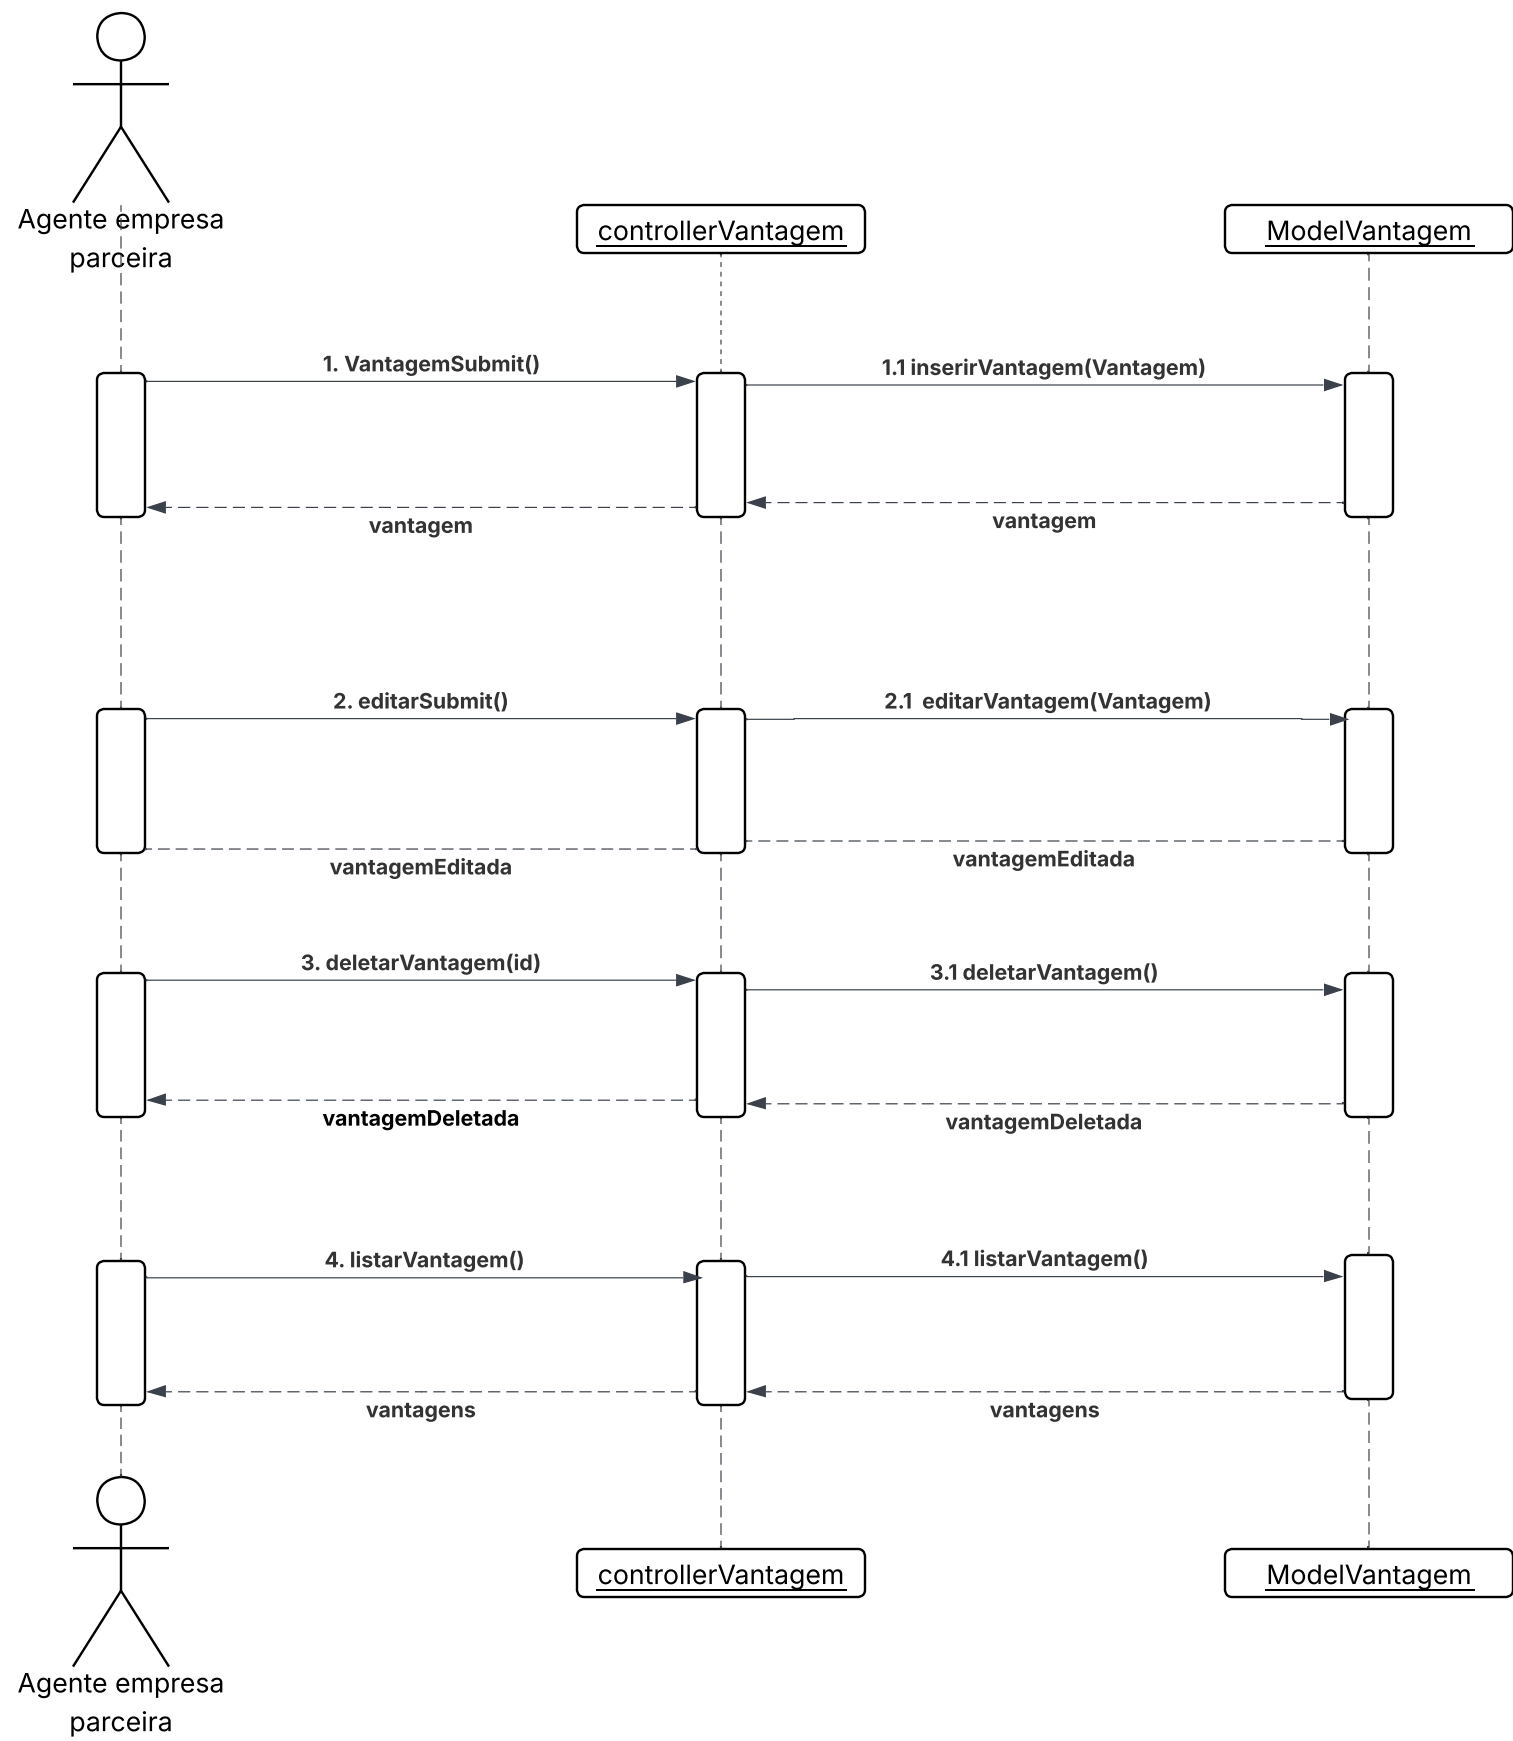 Agente empresa
parceira
controllerVantagem
ModelVantagem
1. VantagemSubmit()
1.1 inserirVantagem(Vantagem)
vantagem
vantagem
2. editarSubmit()
2.1 editarVantagem(Vantagem)
vantagemEditada
vantagemEditada
3. deletarVantagem(id)
3.1 deletarVantagem()
vantagemDeletada
vantagemDeletada
4. listarVantagem()
4.1 listarVantagem()
vantagens
vantagens
controllerVantagem
ModelVantagem
Agente empresa
parceira